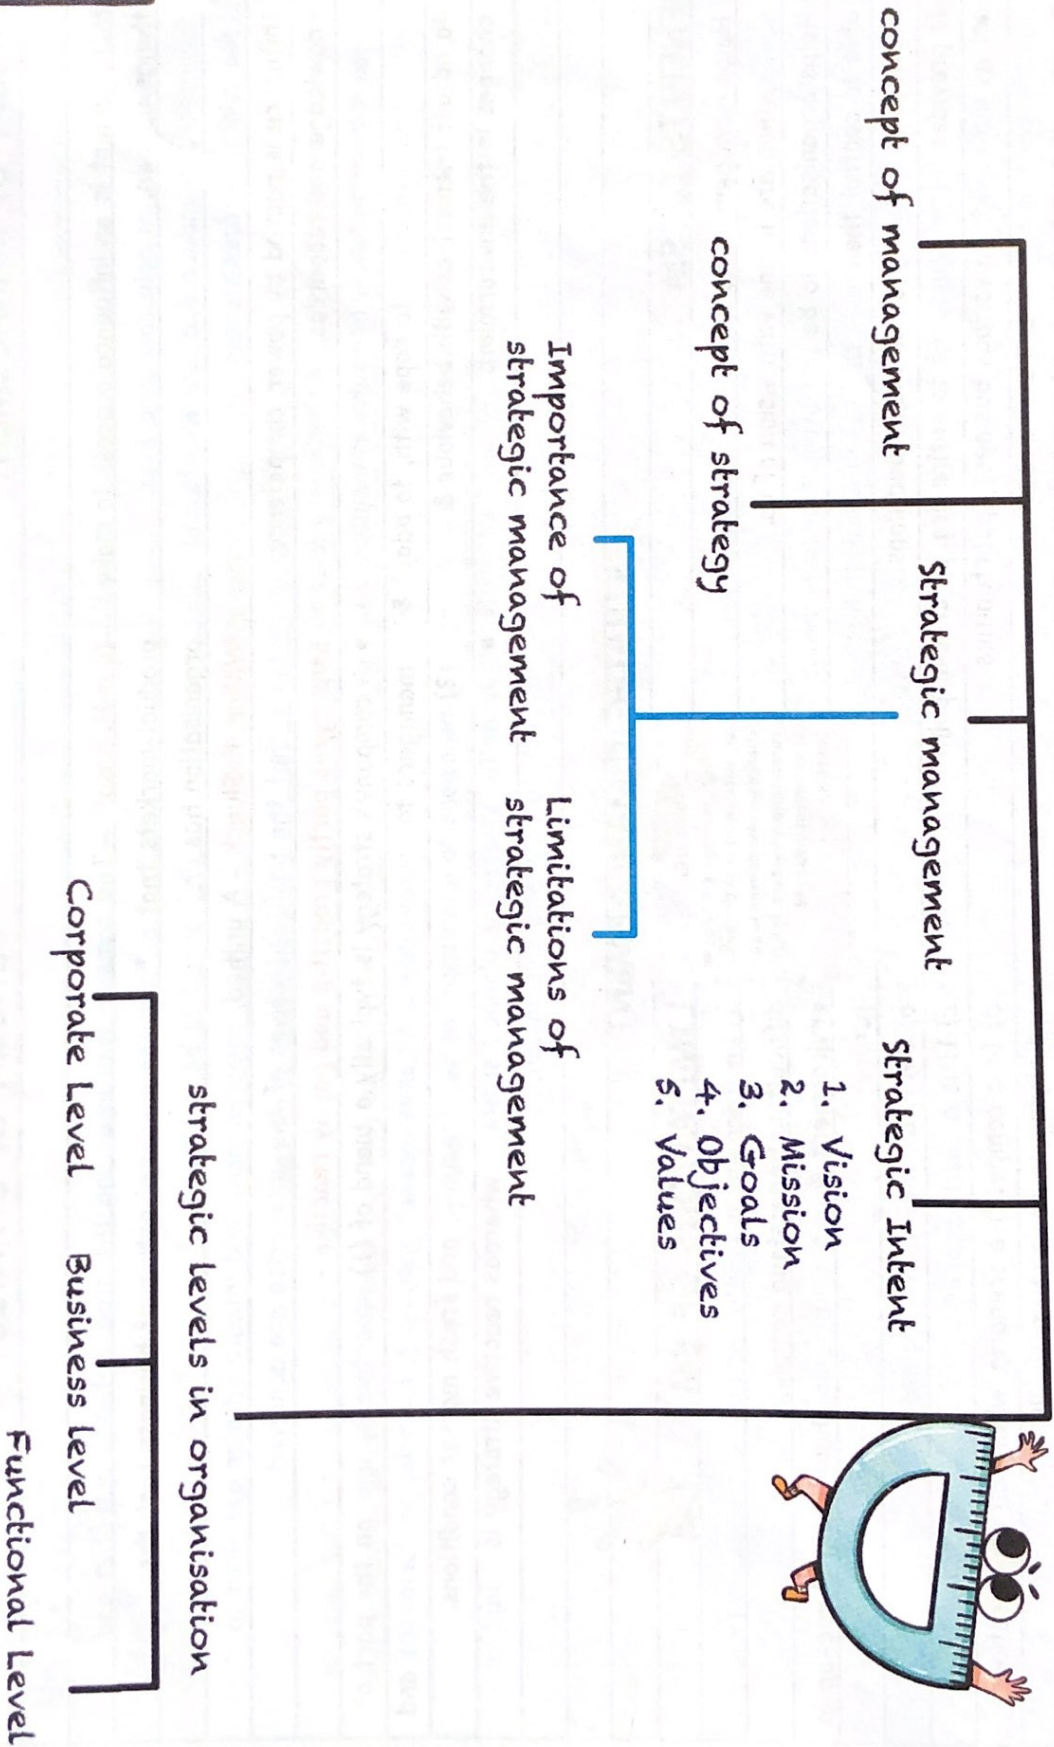 concept of management
concept of strategy
Strategic management
Importance of
strategic management
Limitations of
strategic management
Strategic Intent
1. Vision
2. Mission
3. Goals
4. Objectives
5. Values
strategic levels in organisation
Corporate Level
Business level
Functional Level